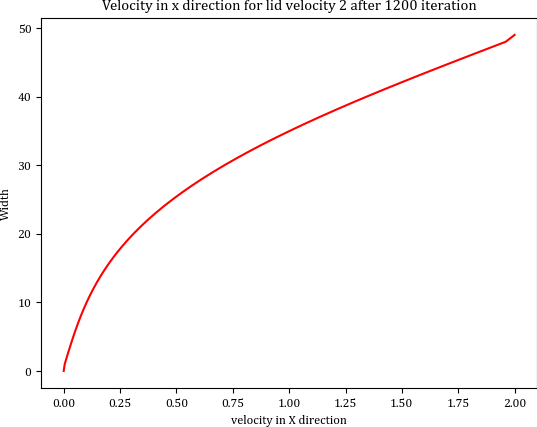 Velocity in x direction for lid velocity 2 after 1200 iteration
50
40
30
20
10
0
Width
0.00 0.25 0.50 0.75 1.00 1.25 1.50 1.75 2.00
velocity in X direction